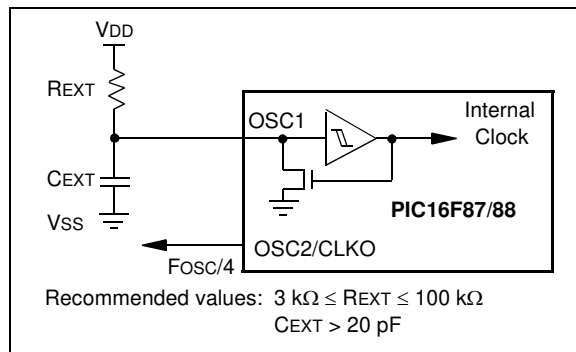 VDD
REXT
OSC1
Internal
Clock
CEXT
PIC16F87/88
VSS
OSC2/CLKO
FOSC/4
Recommended values: 3 kΩ ≤ REXT ≤ 100 kΩ
CEXT > 20 pF